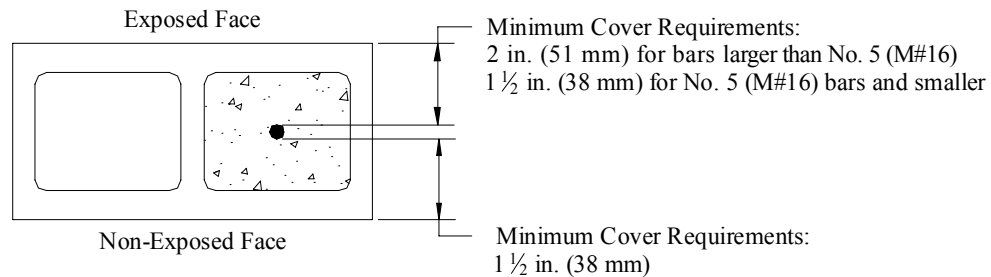 Exposed Face
Minimum Cover Requirements:
2 in. (51 mm) for bars larger than No. 5 (M#16)
1 ½ in. (38 mm) for No. 5 (M#16) bars and smaller
Non-Exposed Face
Minimum Cover Requirements:
1 ½ in. (38 mm)